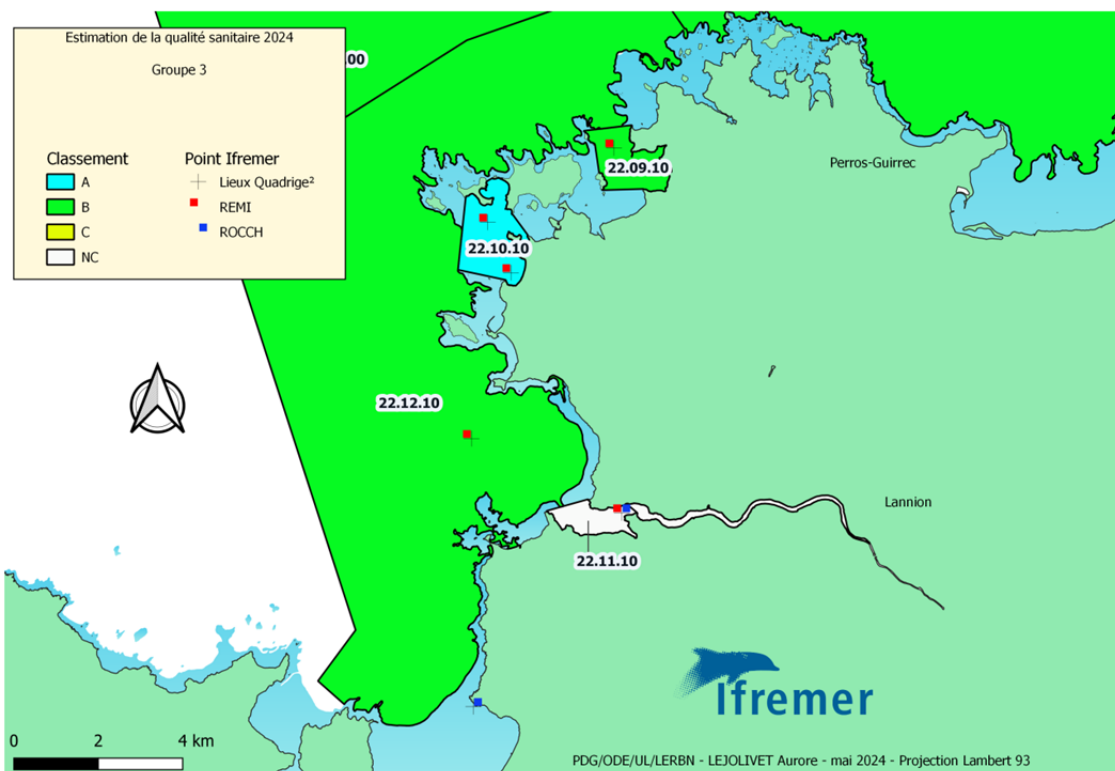 Estimation de la qualité sanitaire 2024
Groupe 3
Classement
A
B
C
NC
Point Ifremer
Lieux Quadrige²
REMI
ROCCH
00
22.09.10
Perros-Guirrec
22.10.10
22.12.10
Lannion
22.11.10
Ifremer
0 2 4 km
PDG/ODE/UL/LERBN - LEJOLIVET Aurore - mai 2024 - Projection Lambert 93